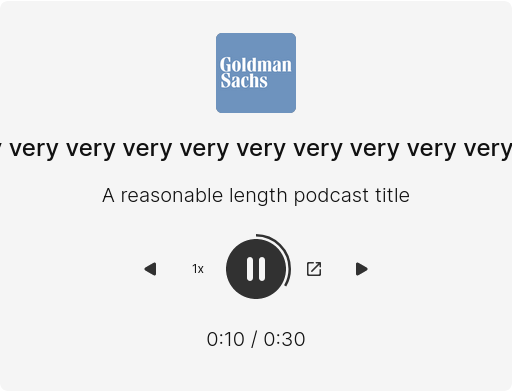 Goldman
Sachs
very very very very very very very very very
A reasonable length podcast title
1x
0:10 / 0:30